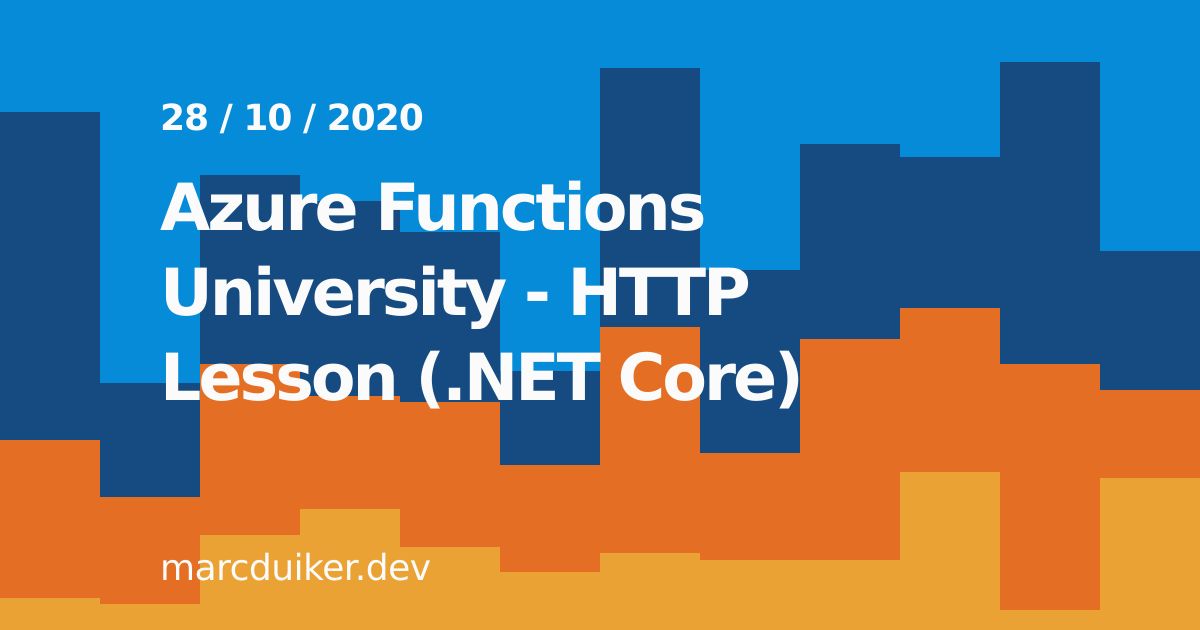 28 / 10 / 2020
Azure Functions
University - HTTP
Lesson (.NET Core)
marcduiker.dev